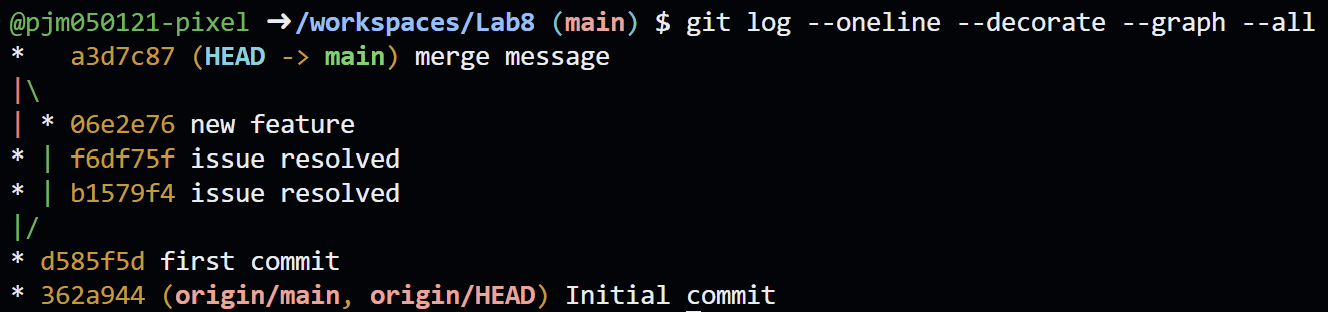 @pjm050121-pixel ➜/workspaces/Lab8 (main) $ git log --oneline --decorate --graph --all
*   a3d7c87 (HEAD -> main) merge message
|\
| * 06e2e76 new feature
* | f6df75f issue resolved
* | b1579f4 issue resolved
|/
* d585f5d first commit
* 362a944 (origin/main, origin/HEAD) Initial commit